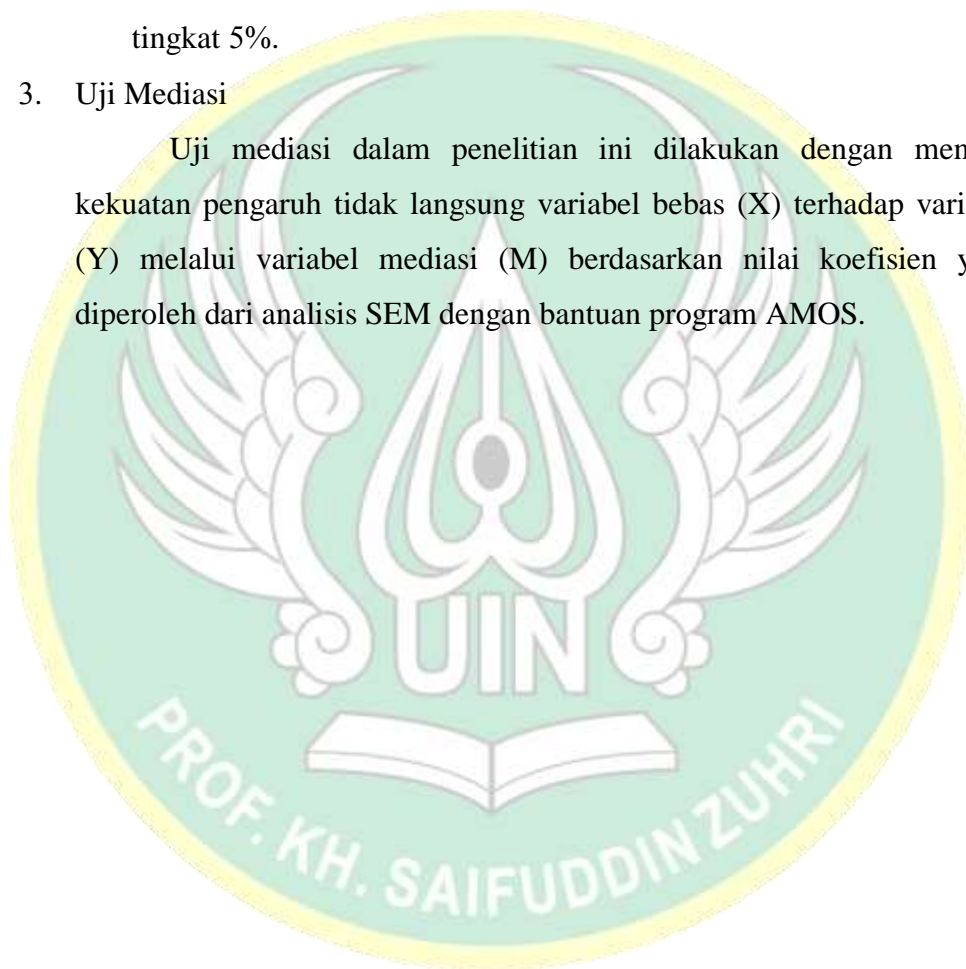 tingkat 5%.
3. Uji Mediasi
Uji mediasi dalam penelitian ini dilakukan dengan
kekuatan pengaruh tidak langsung variabel bebas (X) terhadap
(Y) melalui variabel mediasi (M) berdasarkan nilai koefisien
diperoleh dari analisis SEM dengan bantuan program AMOS.
UIN
PROF. KH. SAIFUDDIN ZUHRI